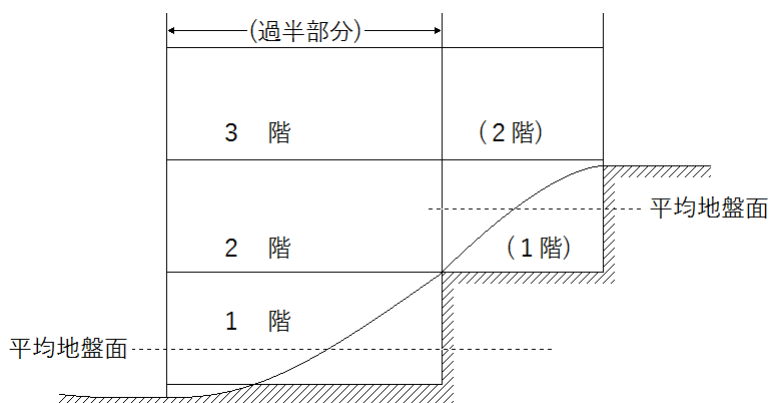 (過半部分)
3 階
(2階)
平均地盤面
2 階
(1階)
1 階
平均地盤面